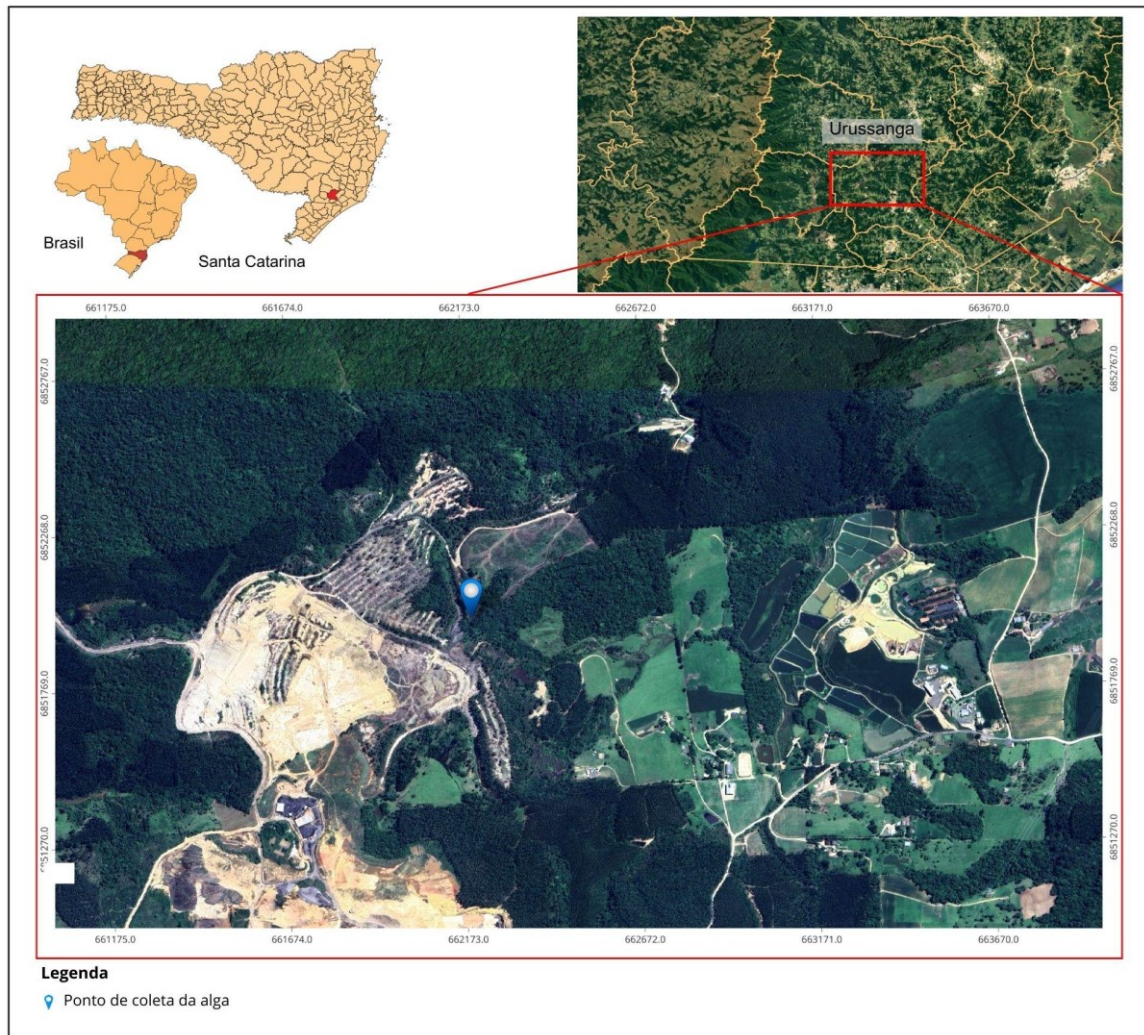 Urussanga
Brasil
Santa Catarina
661175.0 661674.0 662173.0 662672.0 663171.0 663670.0
6852767.0 6852767.0
6852268.0 6852268.0
6851769.0 6851769.0
6851270.0 6851270.0
661175.0 661674.0 662173.0 662672.0 663171.0 663670.0
Legenda
Ponto de coleta da alga